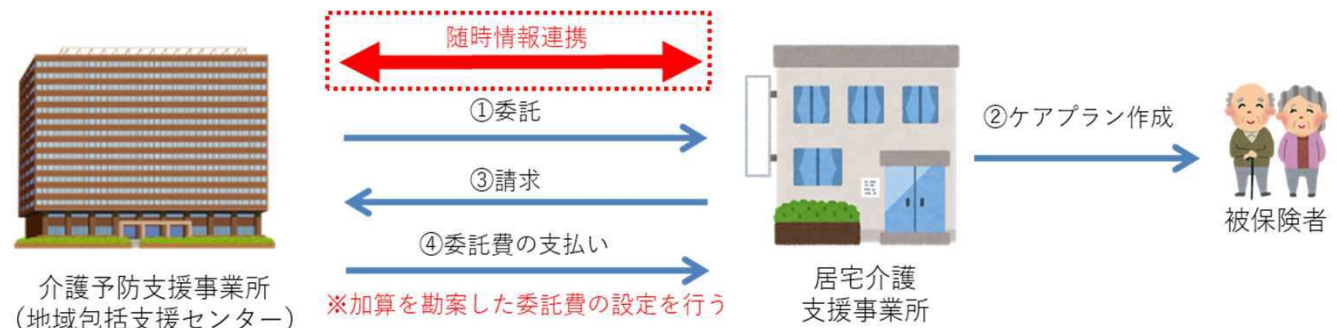 随時情報連携
①委託
②ケアプラン作成
③請求
④委託費の支払い
※加算を勘案した委託費の設定を行う
介護予防支援事業所
(地域包括支援センター)
居宅介護
支援事業所
被保険者